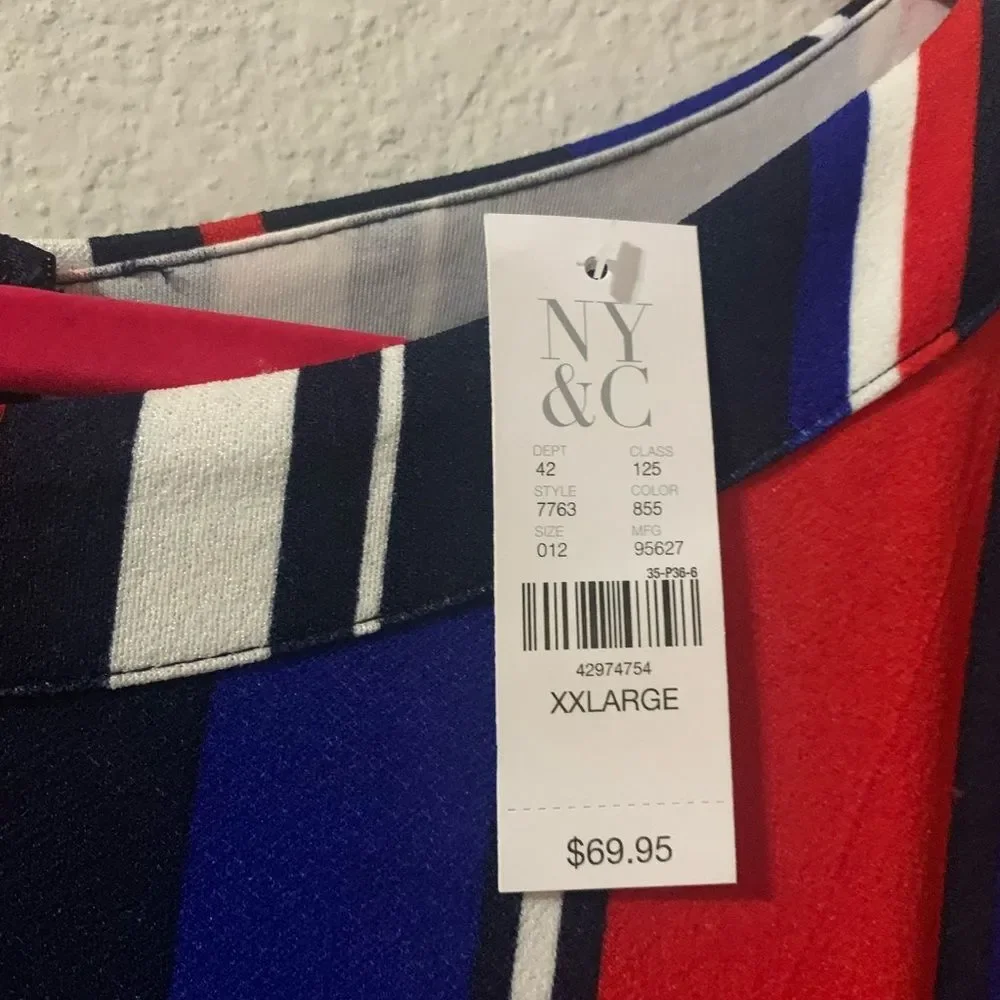 NY
&C
DEPT CLASS
42 125
STYLE COLOR
7763 855
SIZE MFG
012 95627
35-P36-6
42974754
XXLARGE
$69.95